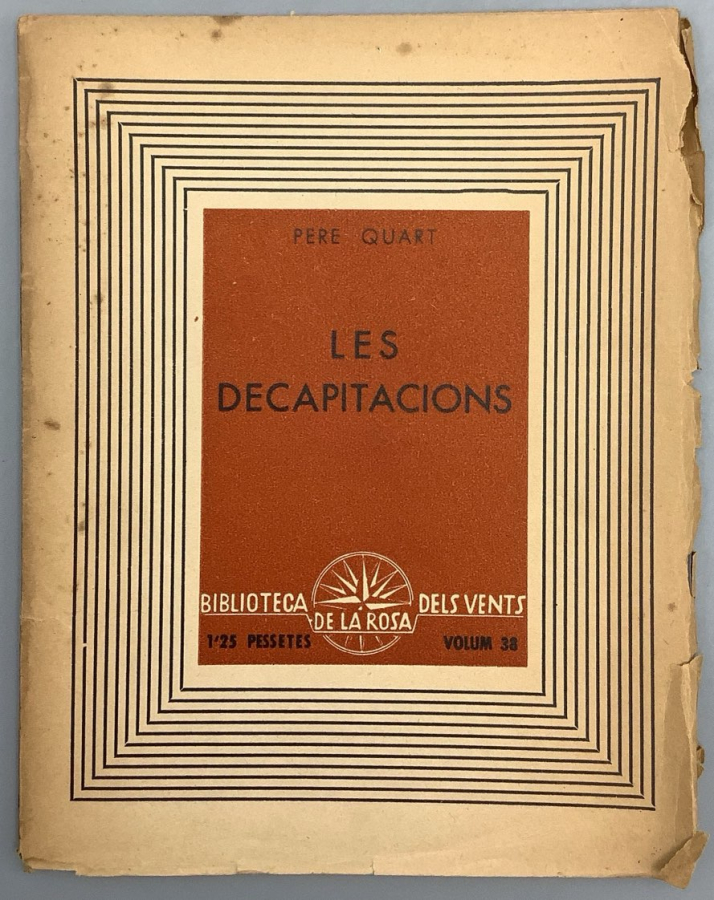 PERE QUART
LES
DECAPITACIONS
BIBLIOTECA DE LA ROSA DELS VENTS
1'25 PESSETES VOLUM 38